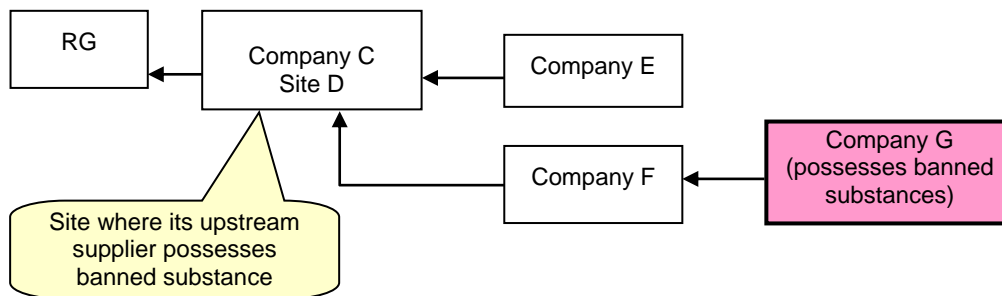 RG
Company C
Site D
Company E
Company F
Company G
(possesses banned
substances)
Site where its upstream
supplier possesses
banned substance